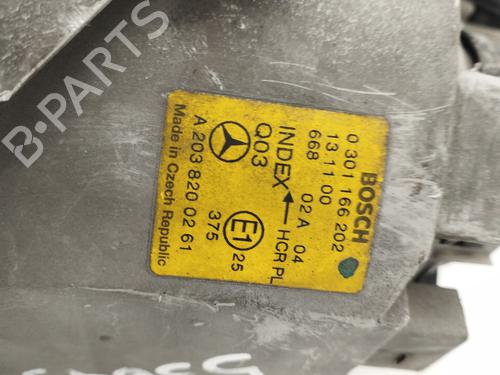 BOSCH
0 301 166 202
13.11.00
668
02 A 04
INDEX ← HCR PL
Q03
E1 25
375
A 203 820 02 61
Made in Czech Republic
B-PARTS